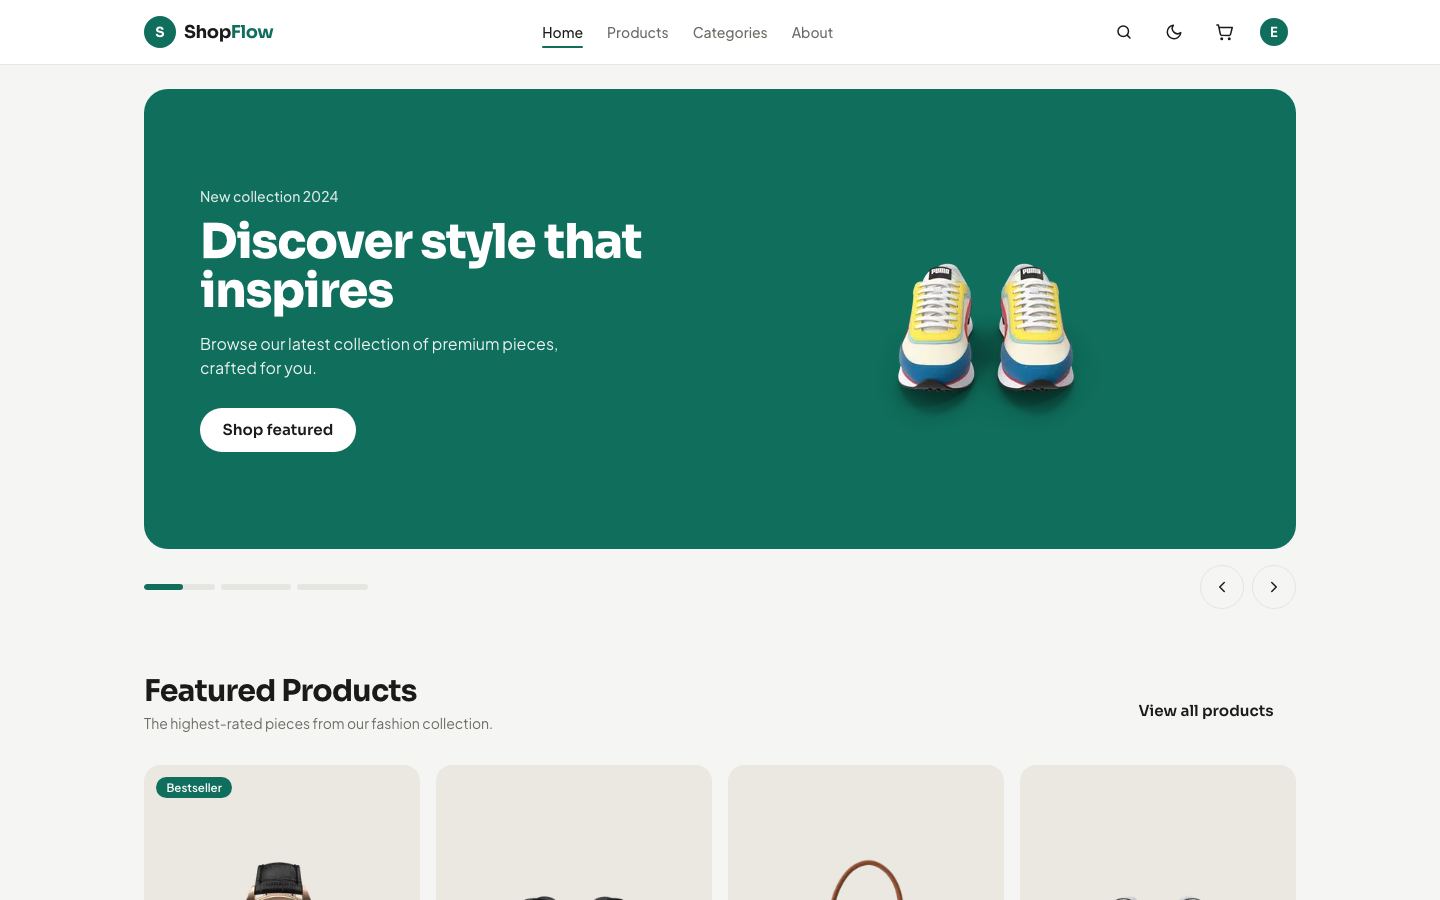 S ShopFlow
Home Products Categories About
E
New collection 2024
Discover style that
inspires
Browse our latest collection of premium pieces,
crafted for you.
Shop featured
PUMA PUMA
Featured Products
The highest-rated pieces from our fashion collection.
View all products
Bestseller